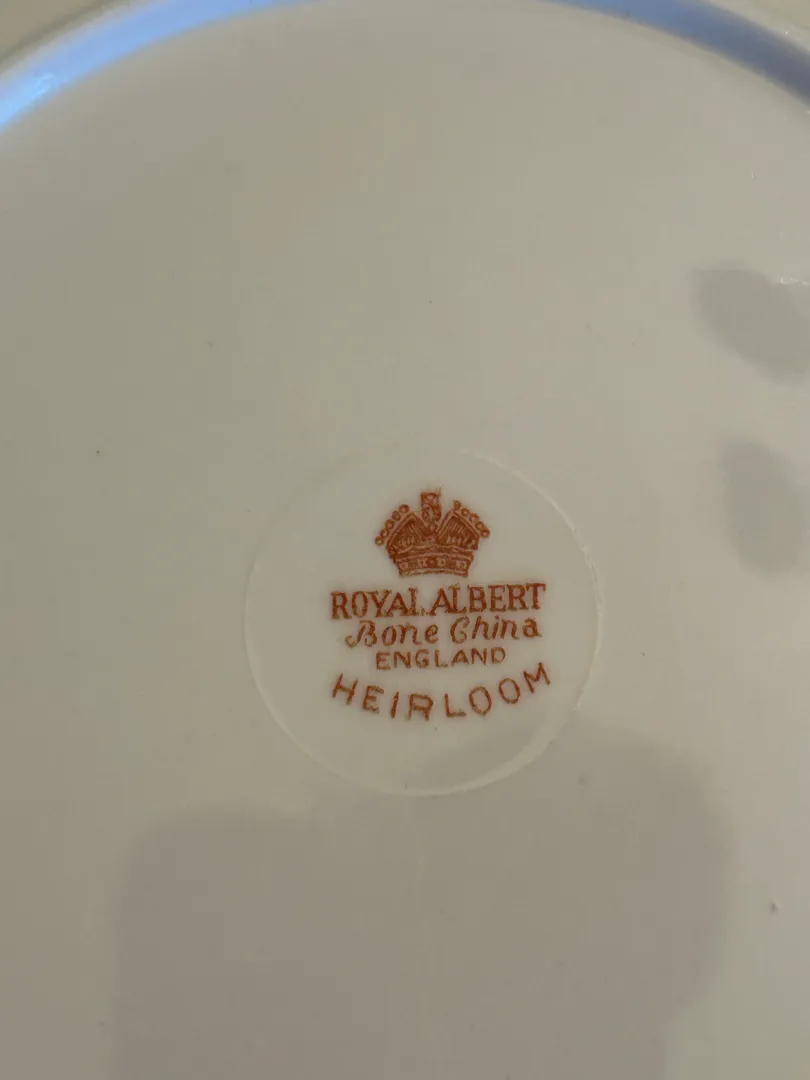 ROYAL ALBERT
Bone China
ENGLAND
HEIRLOOM